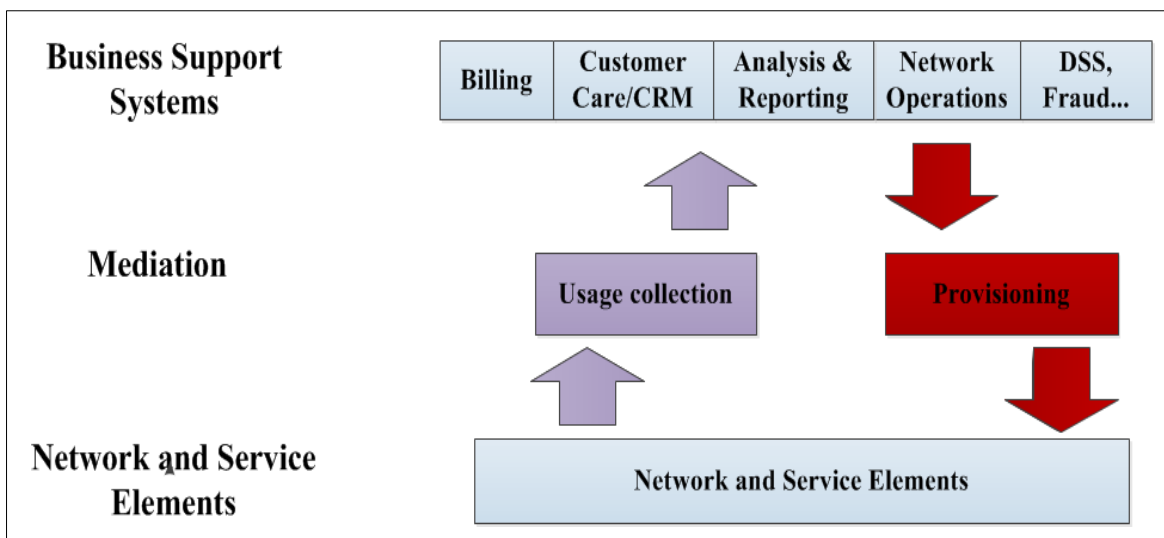 Business Support
Systems
Billing
Customer
Care/CRM
Analysis &
Reporting
Network
Operations
DSS,
Fraud...
Mediation
Usage collection
Provisioning
Network and Service
Elements
Network and Service Elements